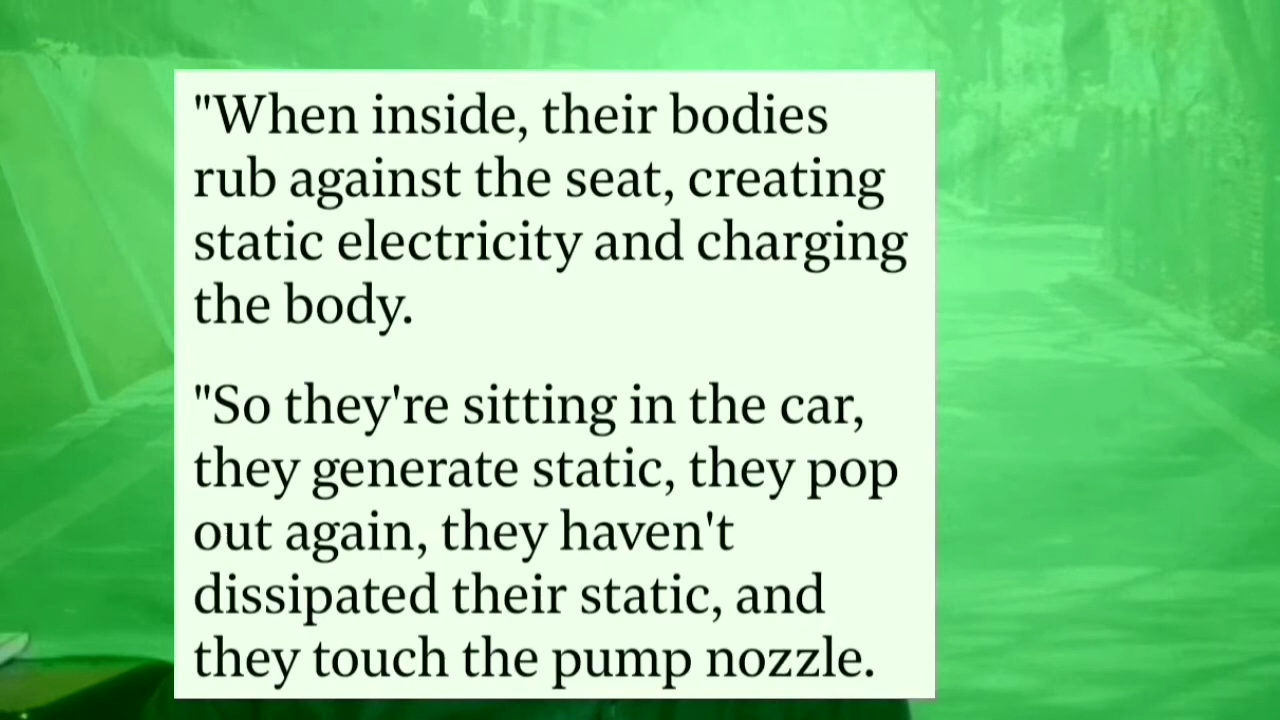 "When inside, their bodies
rub against the seat, creating
static electricity and charging
the body.
"So they're sitting in the car,
they generate static, they pop
out again, they haven't
dissipated their static, and
they touch the pump nozzle.